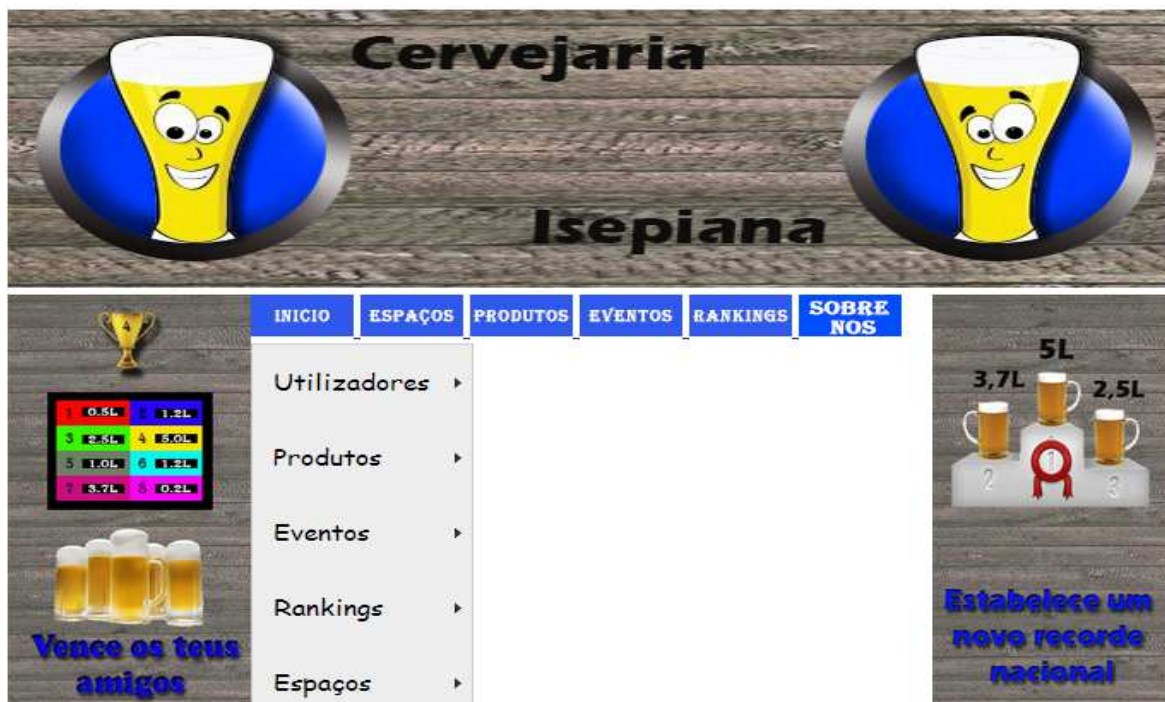 Cervejaria
Isepiana
INICIO
ESPAÇOS
PRODUTOS
EVENTOS
RANKINGS
SOBRE
NOS
4
1 0.5L 2 1.2L
3 2.5L 4 5.0L
5 1.0L 6 1.2L
7 3.7L 8 0.2L
Vence os teus
amigos
Utilizadores
Produtos
Eventos
Rankings
Espaços
5L
3,7L
2,5L
1
2
3
Estabelece um
novo recorde
nacional